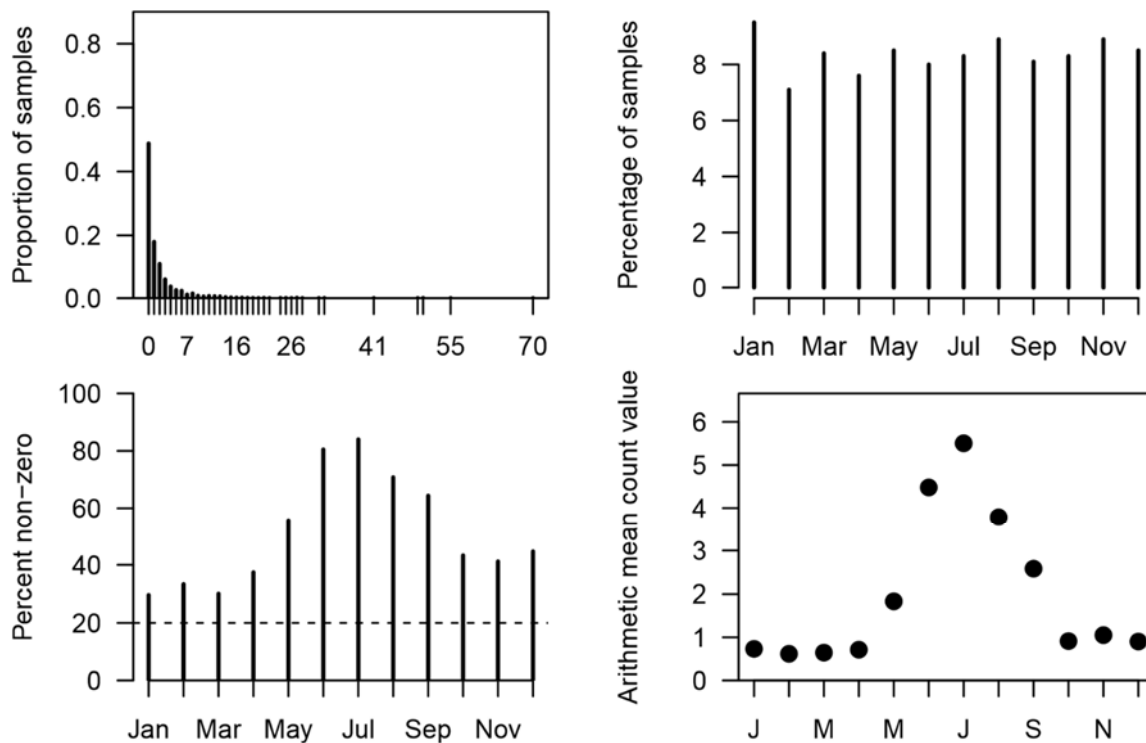 Proportion of samples
0.8
0.6
0.4
0.2
0.0
0 7 16 26 41 55 70
Percentage of samples
8
6
4
2
0
Jan Mar May Jul Sep Nov
Percent non-zero
100
80
60
40
20
0
Jan Mar May Jul Sep Nov
Arithmetic mean count value
6
5
4
3
2
1
0
J M M J S N